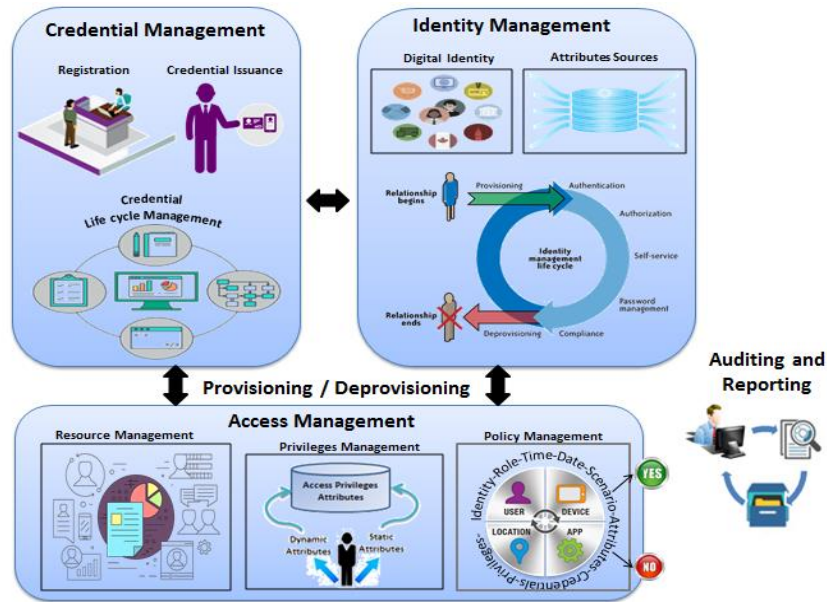 Credential Management
Registration
Credential Issuance
Credential
Life cycle Management
Identity Management
Digital Identity
Attributes Sources
Relationship
begins
Provisioning
Authentication
Authorization
Self-service
Password
management
Compliance
Deprovisioning
Relationship
ends
Identity
management
life cycle
Provisioning / Deprovisioning
Auditing and
Reporting
Access Management
Resource Management
Privileges Management
Access Privileges
Attributes
Dynamic
Attributes
Static
Attributes
Policy Management
Identity-Role-Time-Date-Scenario-Attributes-Credentials-Privileges-
USER
DEVICE
LOCATION
APP
YES
NO